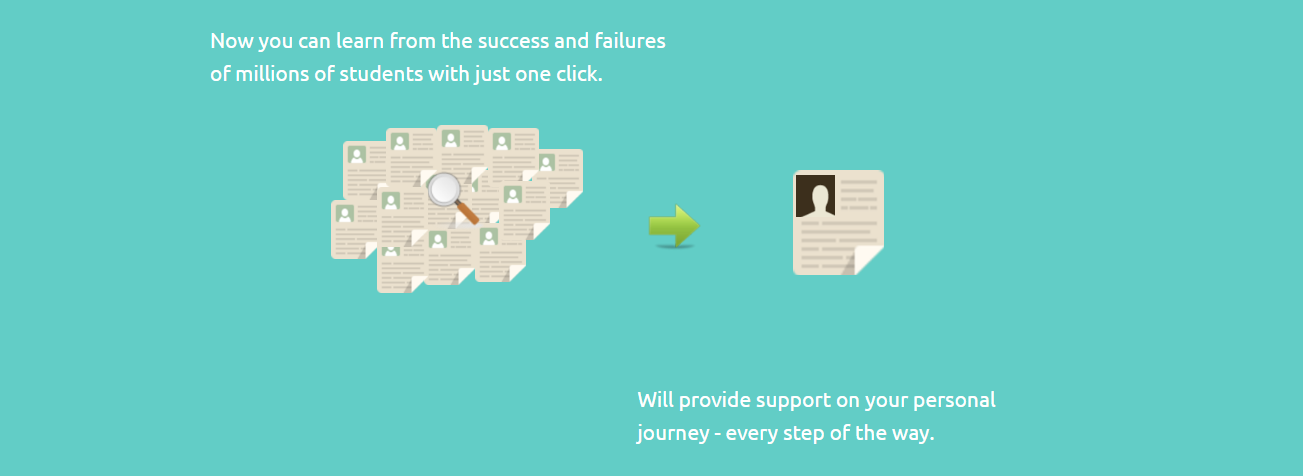 Now you can learn from the success and failures
of millions of students with just one click.
Will provide support on your personal
journey - every step of the way.